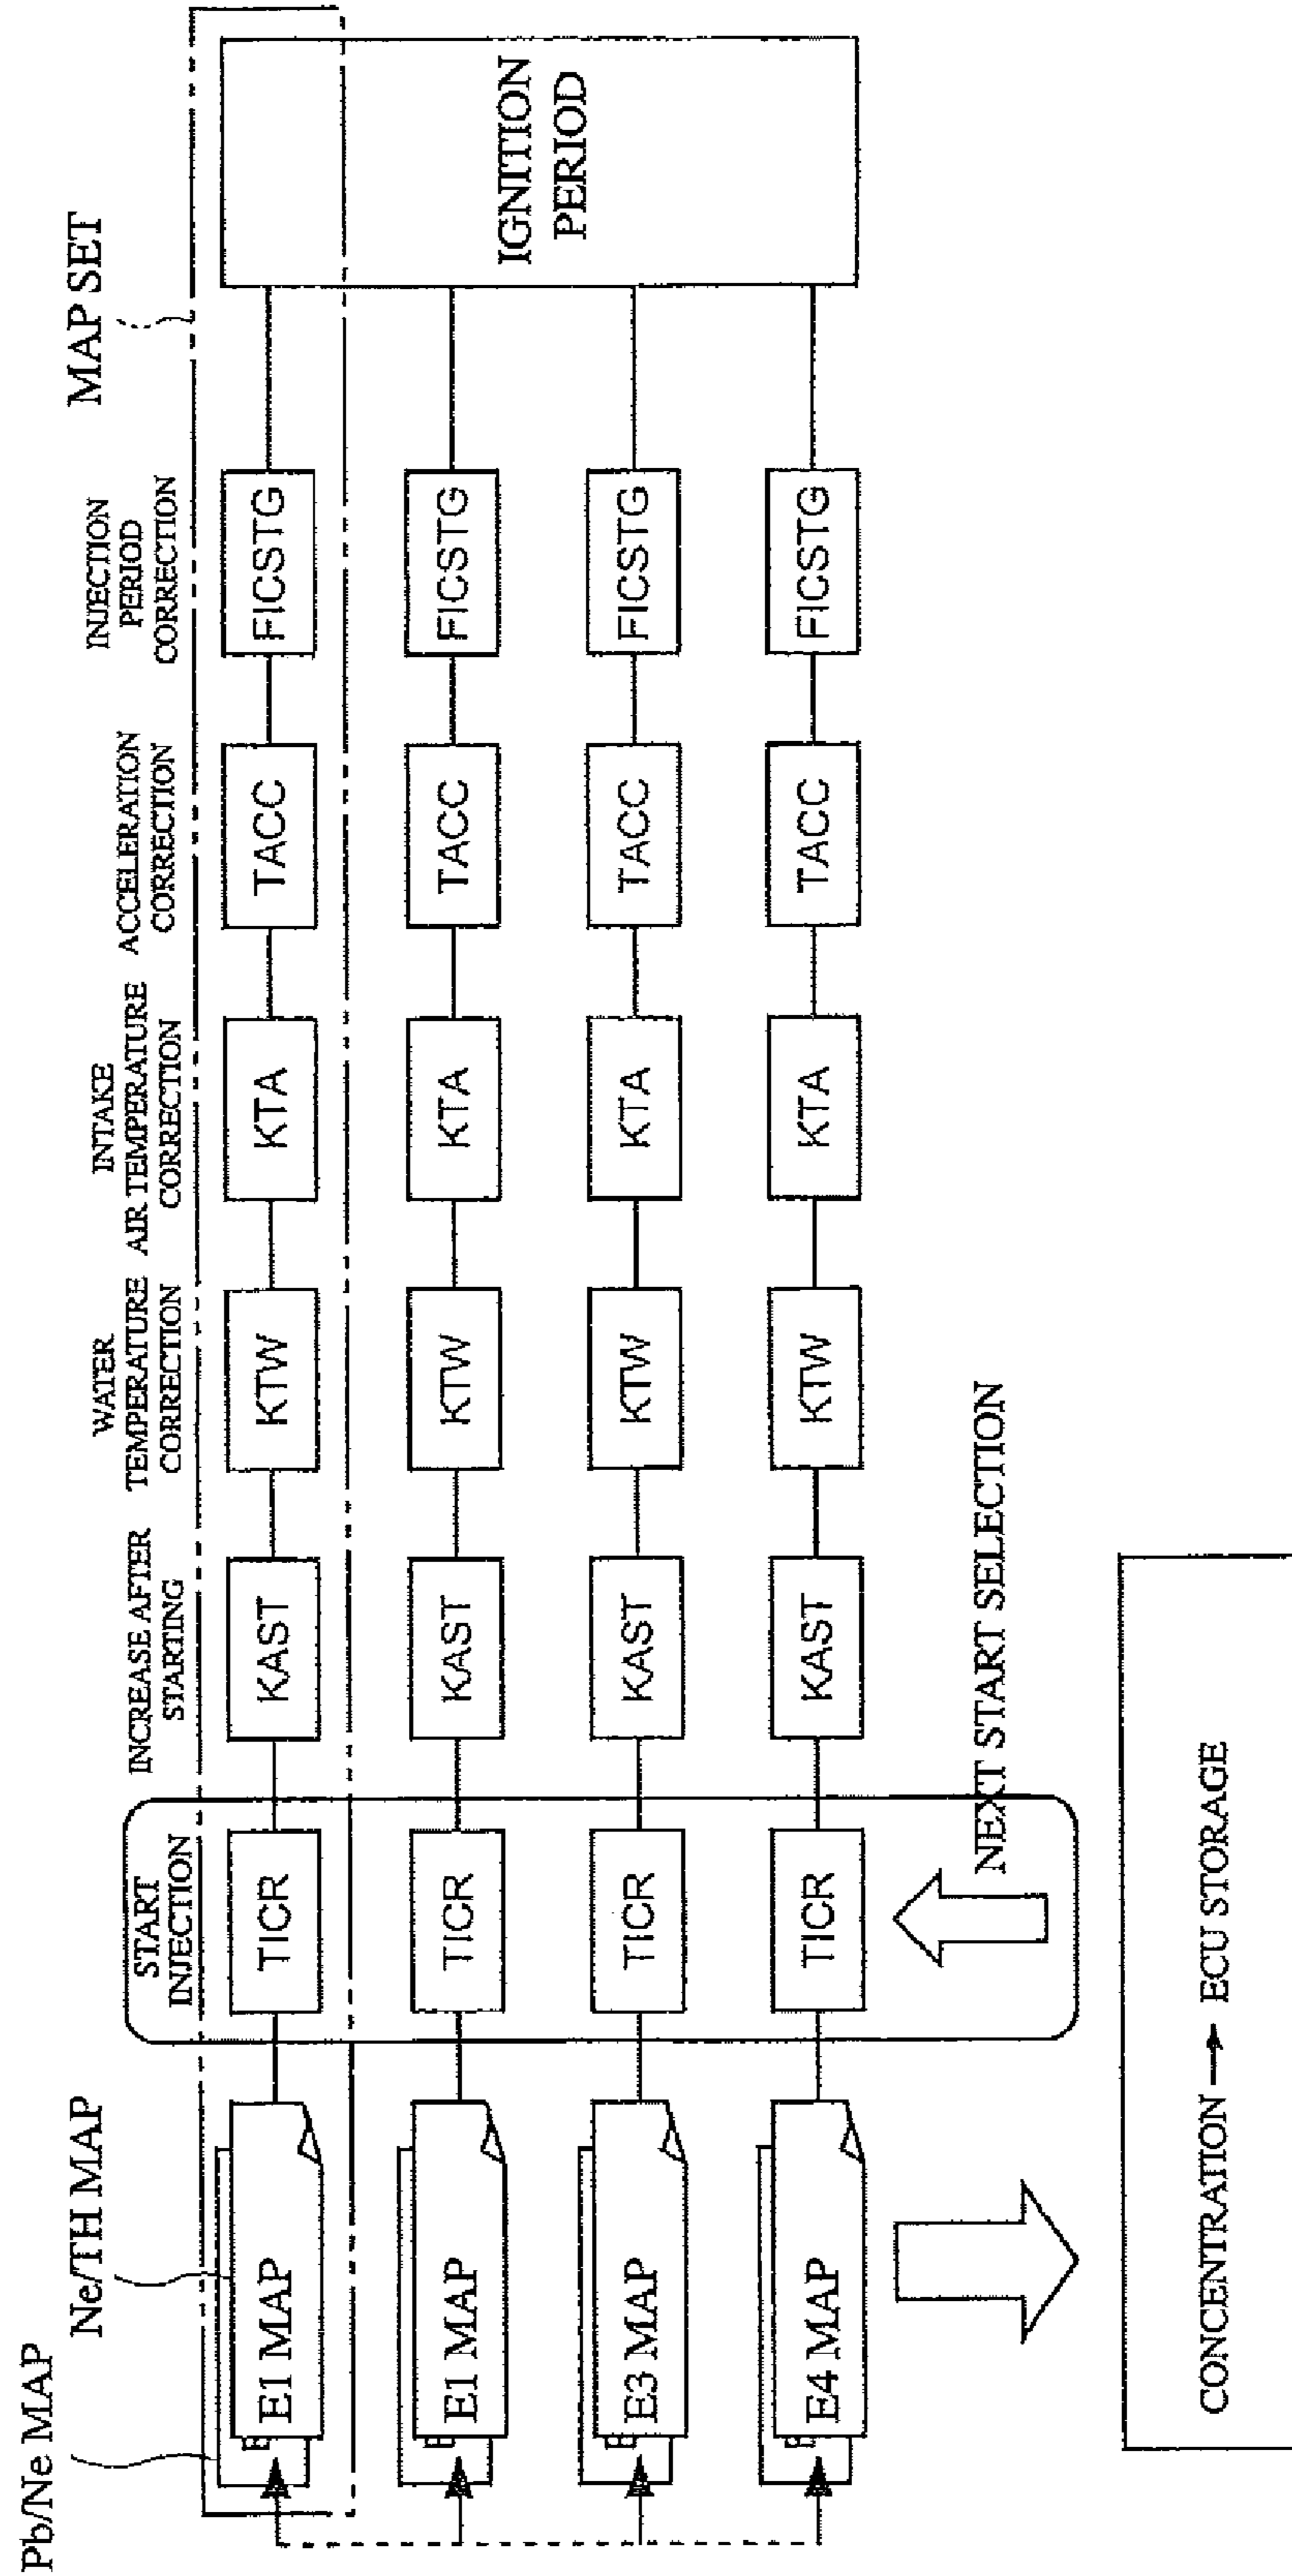 Pb/Ne MAP
Ne/TH MAP
MAP SET
START
INJECTION
INCREASE AFTER
STARTING
WATER
TEMPERATURE
CORRECTION
INTAKE
AIR TEMPERATURE
CORRECTION
ACCELERATION
CORRECTION
INJECTION
PERIOD
CORRECTION
E1 MAP
TICR
KAST
KTW
KTA
TACC
FICSTG
E1 MAP
TICR
KAST
KTW
KTA
TACC
FICSTG
E3 MAP
TICR
KAST
KTW
KTA
TACC
FICSTG
E4 MAP
TICR
KAST
KTW
KTA
TACC
FICSTG
IGNITION
PERIOD
NEXT START SELECTION
CONCENTRATION → ECU STORAGE